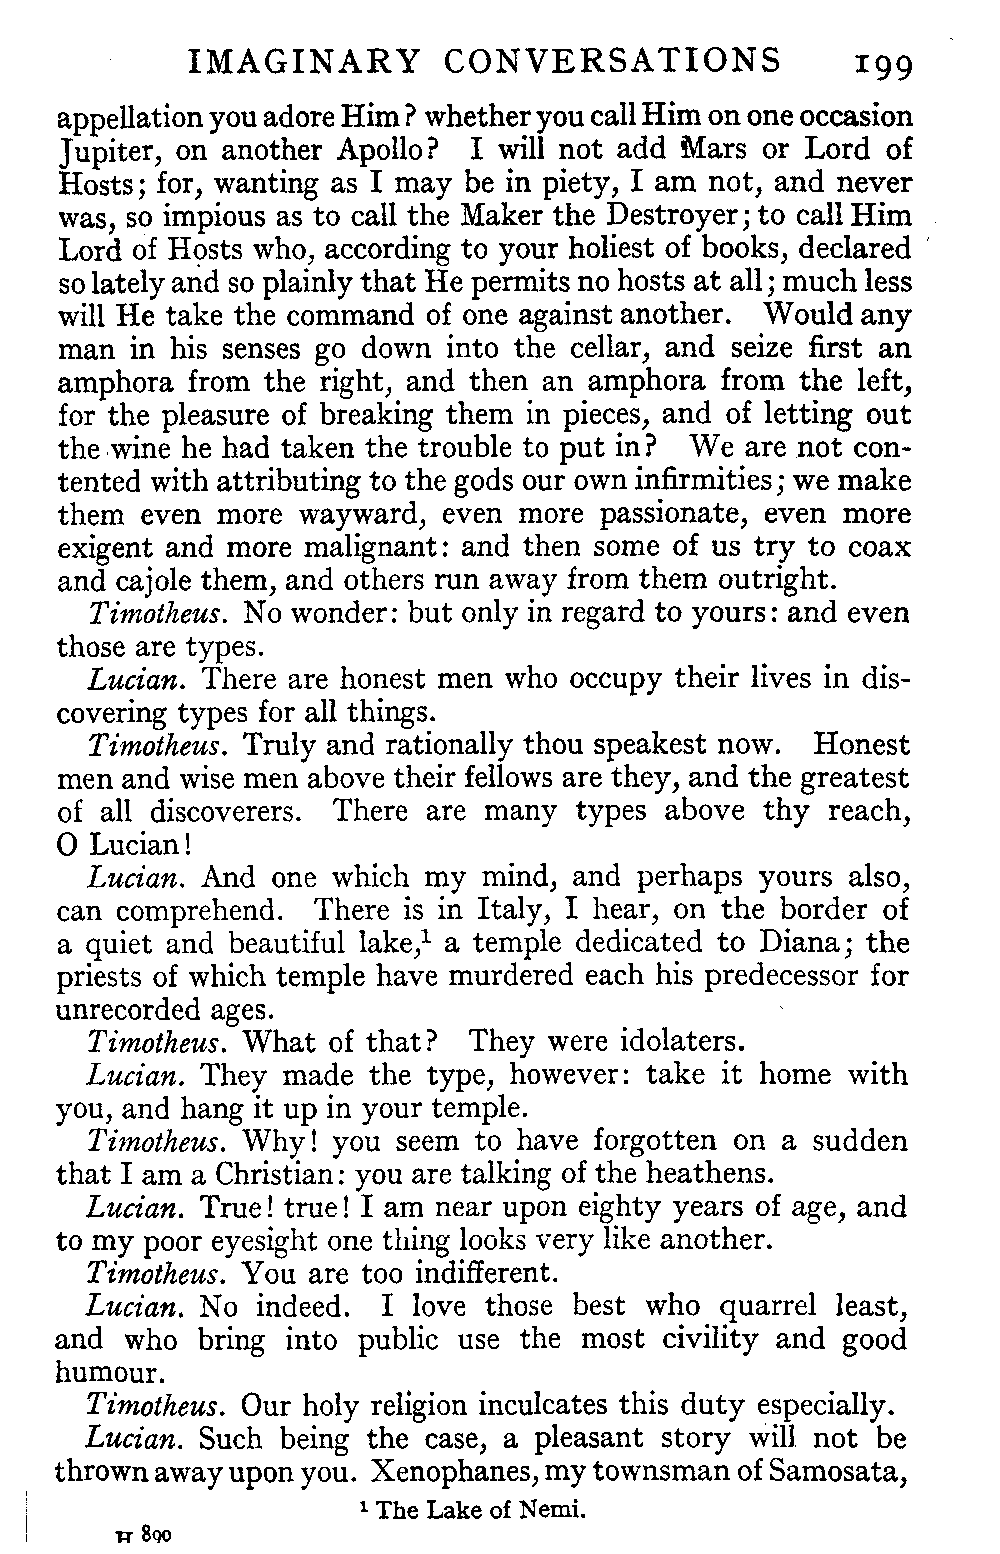 IMAGINARY CONVERSATIONS 199
appellation you adore Him? whether you call Him on one occasion
Jupiter, on another Apollo? I will not add Mars or Lord of
Hosts; for, wanting as I may be in piety, I am not, and never
was, so impious as to call the Maker the Destroyer; to call Him
Lord of Hosts who, according to your holiest of books, declared
so lately and so plainly that He permits no hosts at all; much less
will He take the command of one against another. Would any
man in his senses go down into the cellar, and seize first an
amphora from the right, and then an amphora from the left,
for the pleasure of breaking them in pieces, and of letting out
the wine he had taken the trouble to put in? We are not con-
tented with attributing to the gods our own infirmities; we make
them even more wayward, even more passionate, even more
exigent and more malignant: and then some of us try to coax
and cajole them, and others run away from them outright.
Timotheus. No wonder: but only in regard to yours: and even
those are types.
Lucian. There are honest men who occupy their lives in dis-
covering types for all things.
Timotheus. Truly and rationally thou speakest now. Honest
men and wise men above their fellows are they, and the greatest
of all discoverers. There are many types above thy reach,
O Lucian!
Lucian. And one which my mind, and perhaps yours also,
can comprehend. There is in Italy, I hear, on the border of
a quiet and beautiful lake,¹ a temple dedicated to Diana; the
priests of which temple have murdered each his predecessor for
unrecorded ages.
Timotheus. What of that? They were idolaters.
Lucian. They made the type, however: take it home with
you, and hang it up in your temple.
Timotheus. Why! you seem to have forgotten on a sudden
that I am a Christian: you are talking of the heathens.
Lucian. True! true! I am near upon eighty years of age, and
to my poor eyesight one thing looks very like another.
Timotheus. You are too indifferent.
Lucian. No indeed. I love those best who quarrel least,
and who bring into public use the most civility and good
humour.
Timotheus. Our holy religion inculcates this duty especially.
Lucian. Such being the case, a pleasant story will not be
thrown away upon you. Xenophanes, my townsman of Samosata,
¹ The Lake of Nemi.
H 890